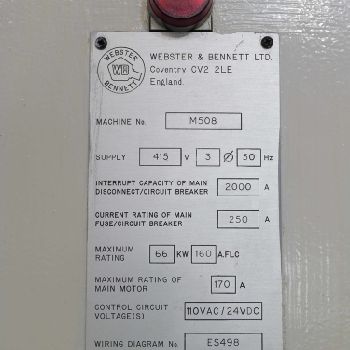 WEBSTER & BENNETT LTD.
WEBSTER WB BENNETT
Coventry CV2 2LE
England.
MACHINE No. M508
SUPPLY 415 V 3 Ø 50 Hz
INTERRUPT CAPACITY OF MAIN
DISCONNECT/CIRCUIT BREAKER 2000 A
CURRENT RATING OF MAIN
FUSE/CIRCUIT BREAKER 250 A
MAXIMUM
RATING 66 KW 160 A.FLC
MAXIMUM RATING OF
MAIN MOTOR 170 A
CONTROL CIRCUIT
VOLTAGE(S) 110VAC/24VDC
WIRING DIAGRAM No. ES498